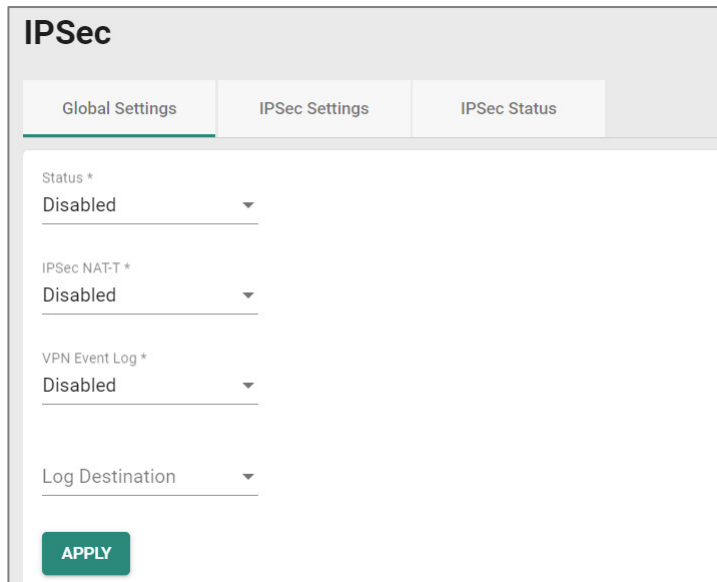 IPSec
Global Settings IPSec Settings IPSec Status
Status *
Disabled
IPSec NAT-T *
Disabled
VPN Event Log *
Disabled
Log Destination
APPLY